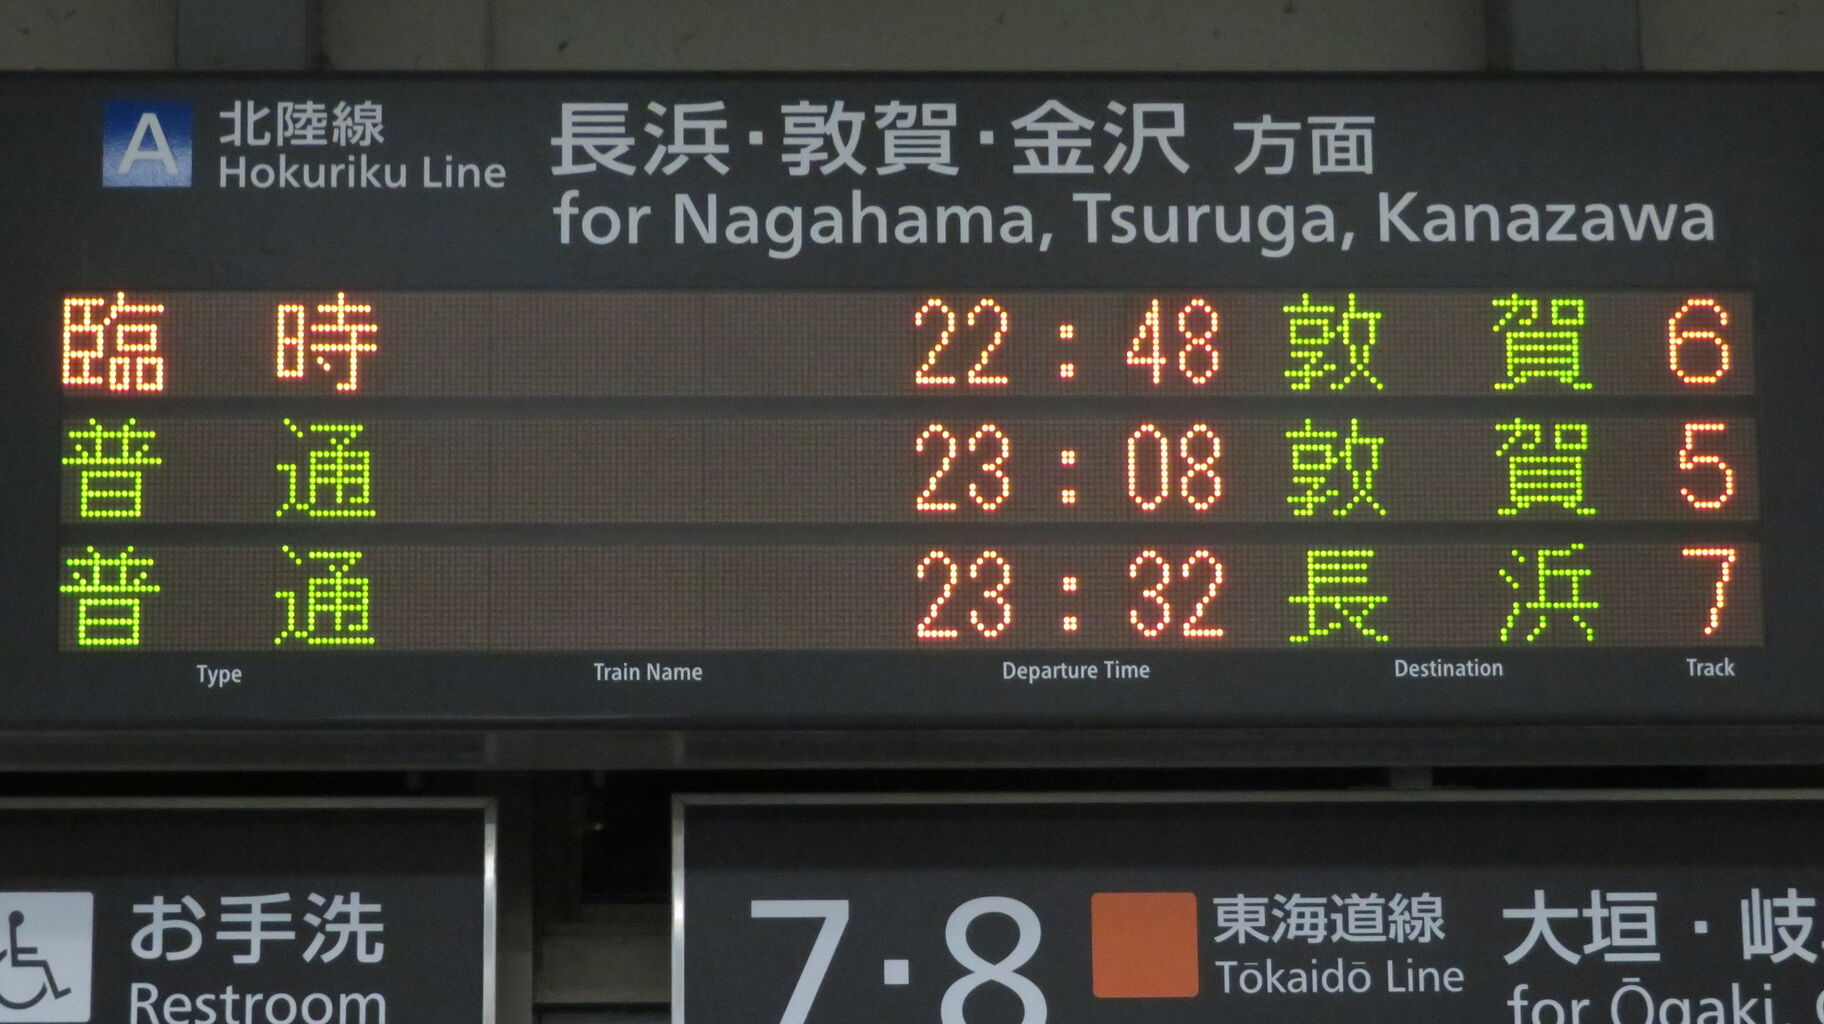 A 北陸線 長浜・敦賀・金沢 方面
Hokuriku Line for Nagahama, Tsuruga, Kanazawa
臨時 22:48 敦賀 6
普通 23:08 敦賀 5
普通 23:32 長浜 7
Type Train Name Departure Time Destination Track
お手洗
Restroom
7・8 東海道線 大垣・岐
Tōkaidō Line for Ōgaki,